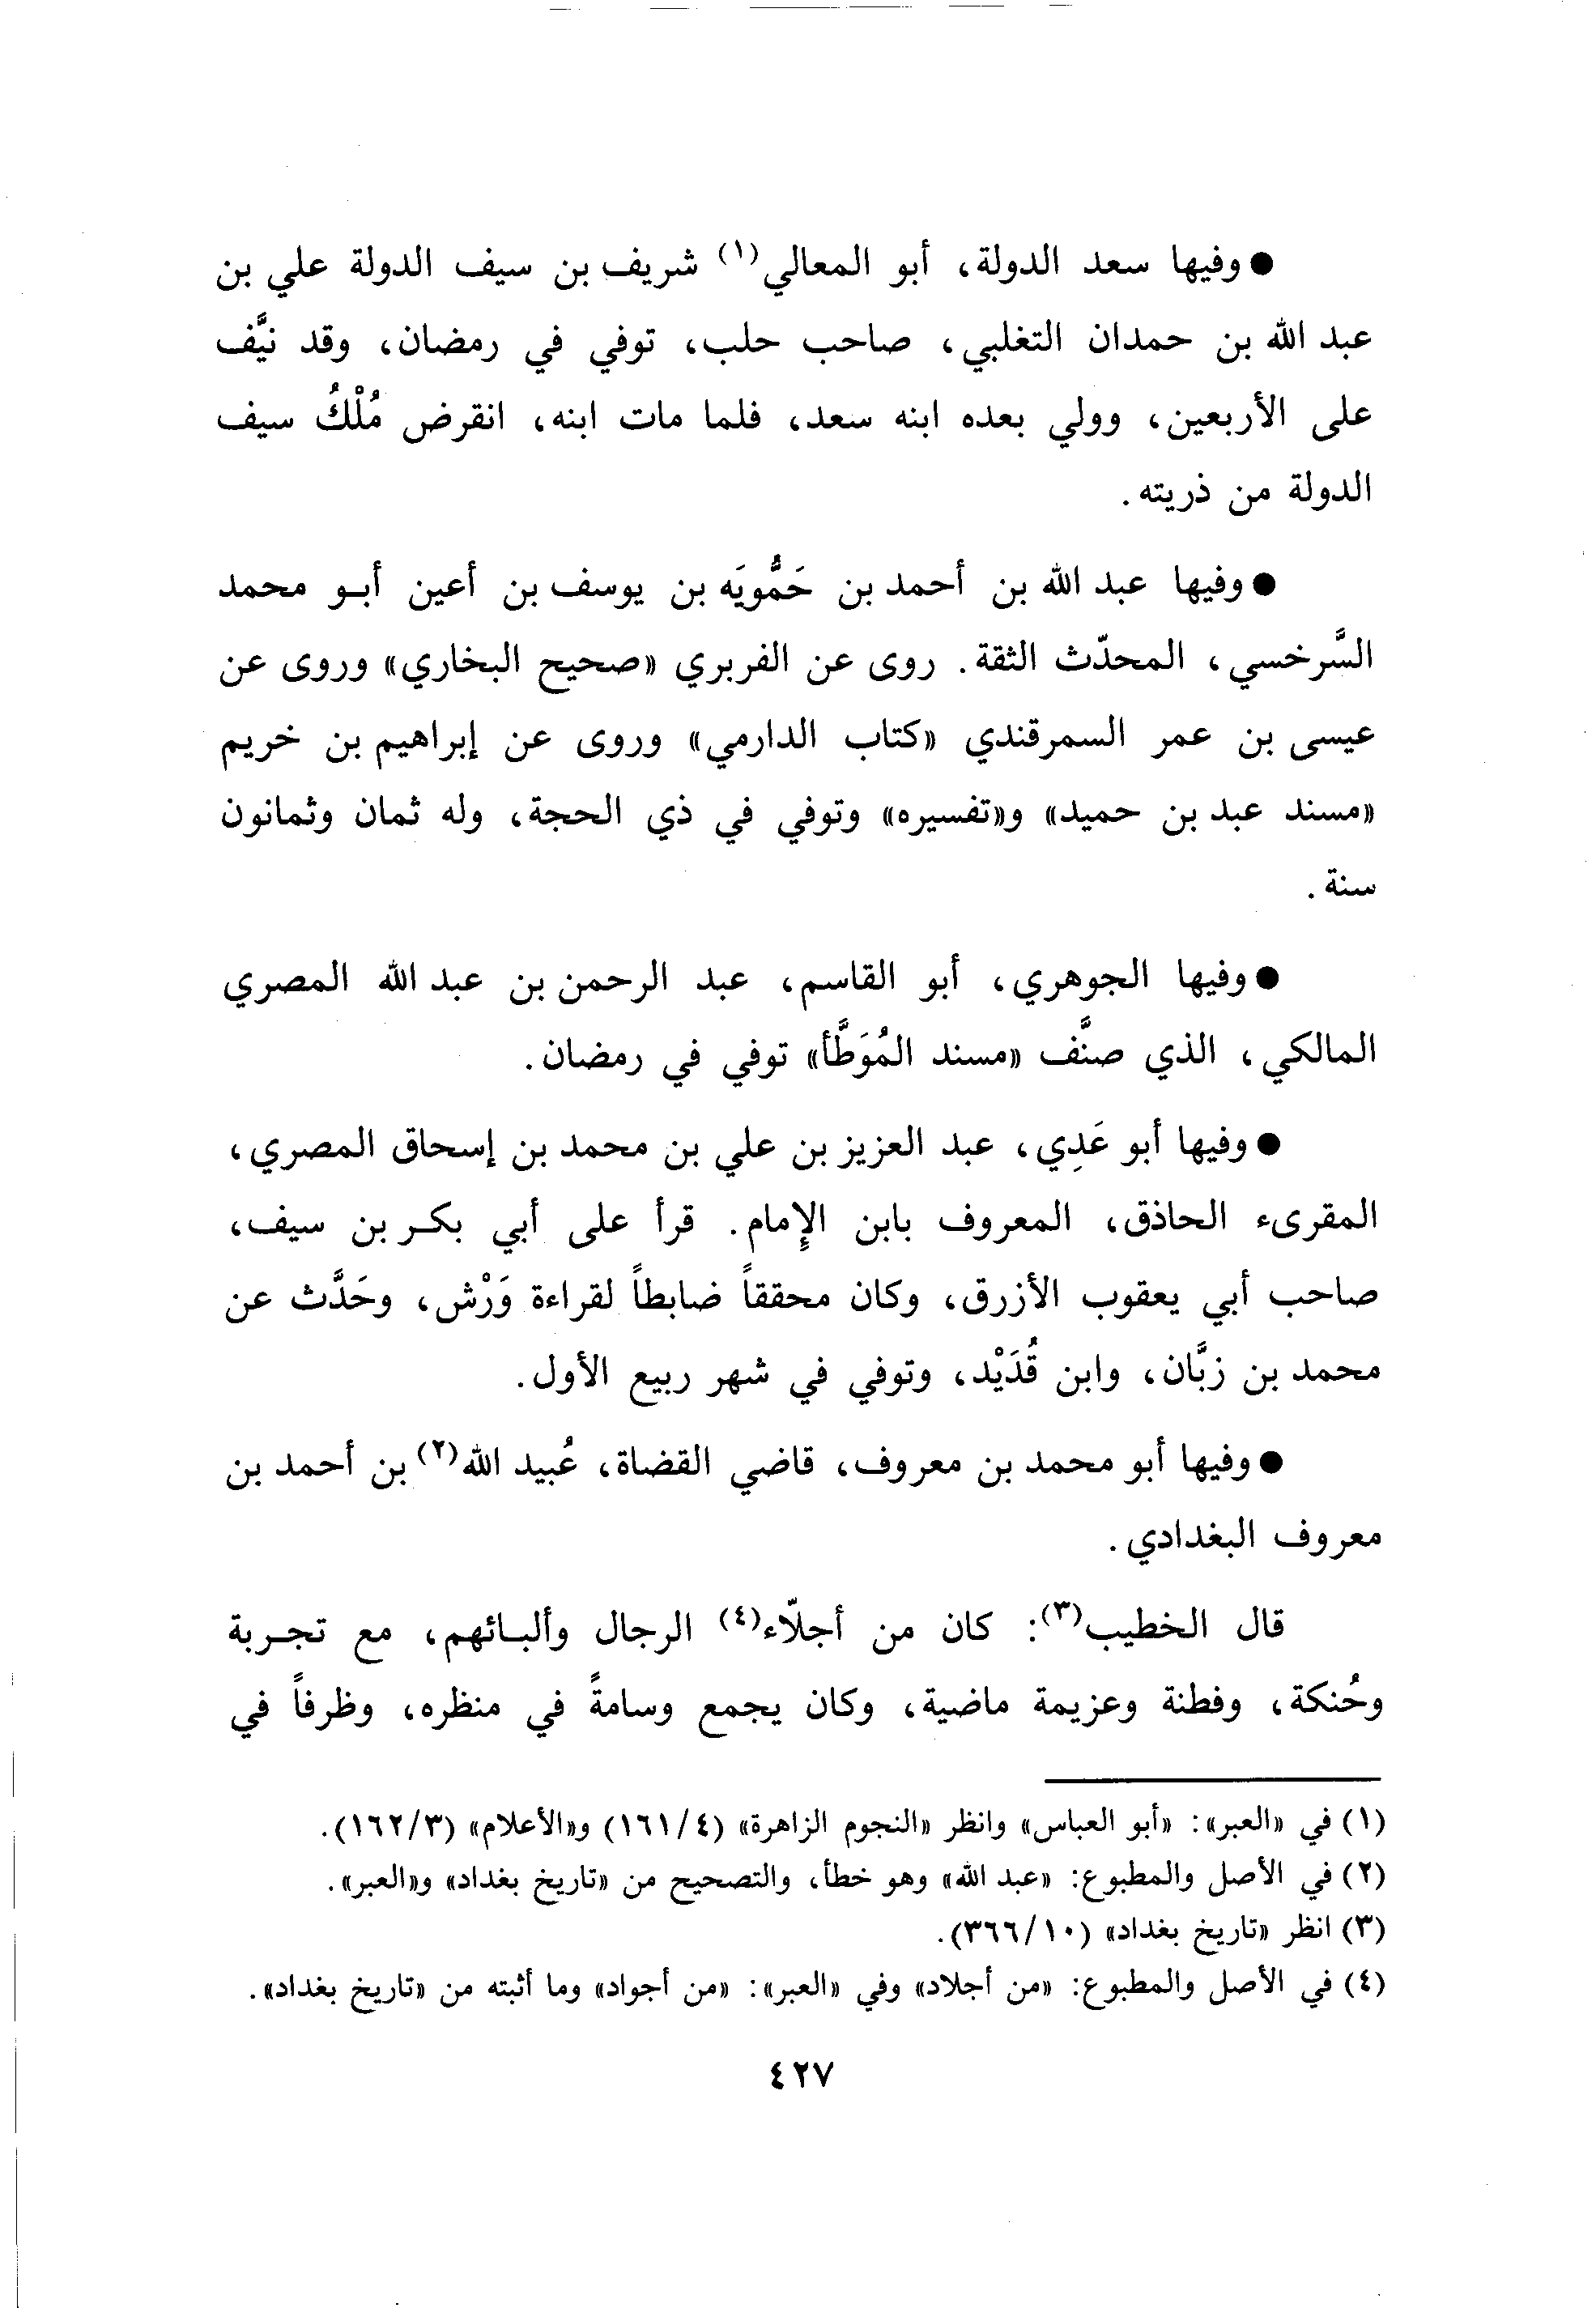 ● وفيها سعد الدولة، أبو المعالي(١) شريف بن سيف الدولة علي بن
عبد الله بن حمدان التغلبي، صاحب حلب، توفي في رمضان، وقد نيَّف
على الأربعين، وولي بعده ابنه سعد، فلما مات ابنه، انقرض مُلْكُ سيف
الدولة من ذريته.
● وفيها عبد الله بن أحمد بن حَمُّويَه بن يوسف بن أعين أبـو محمد
السَّرخسي، المحدّث الثقة. روى عن الفربري «صحيح البخاري» وروى عن
عيسى بن عمر السمرقندي «كتاب الدارمي» وروى عن إبراهيم بن خريم
«مسند عبد بن حميد» و«تفسيره» وتوفي في ذي الحجة، وله ثمان وثمانون
سنة.
● وفيها الجوهري، أبو القاسم، عبد الرحمن بن عبد الله المصري
المالكي، الذي صنَّف «مسند المُوَطَّأ» توفي في رمضان.
● وفيها أبو عَدِي، عبد العزيز بن علي بن محمد بن إسحاق المصري،
المقرىء الحاذق، المعروف بابن الإِمام. قرأ على أبي بكـر بن سيف،
صاحب أبي يعقوب الأزرق، وكان محققاً ضابطاً لقراءة وَرْش، وحَدَّث عن
محمد بن زبَّان، وابن قُدَيْد، وتوفي في شهر ربيع الأول.
● وفيها أبو محمد بن معروف، قاضي القضاة، عُبيد الله(٢) بن أحمد بن
معروف البغدادي.
قال الخطيب(٣): كان من أجلّاء(٤) الرجال وألبـائهم، مع تجـربة
وحُنكة، وفطنة وعزيمة ماضية، وكان يجمع وسامةً في منظره، وظرفاً في
(١) في «العبر»: «أبو العباس» وانظر «النجوم الزاهرة» (٤/١٦١) و«الأعلام» (٣/١٦٢).
(٢) في الأصل والمطبوع: «عبد الله» وهو خطأ، والتصحيح من «تاريخ بغداد» و«العبر».
(٣) انظر «تاريخ بغداد» (١٠/٣٦٦).
(٤) في الأصل والمطبوع: «من أجلاد» وفي «العبر»: «من أجواد» وما أثبته من «تاريخ بغداد».
٤٢٧